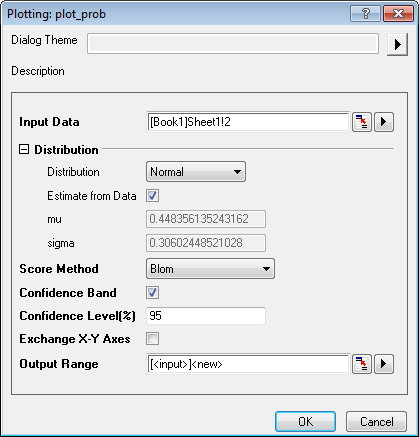 Plotting: plot_prob
Dialog Theme
Description
Input Data [Book1]Sheet1!2
Distribution
Distribution Normal
Estimate from Data
mu 0.448356135243162
sigma 0.30602448521028
Score Method Blom
Confidence Band
Confidence Level(%) 95
Exchange X-Y Axes
Output Range [<input>]<new>
OK Cancel